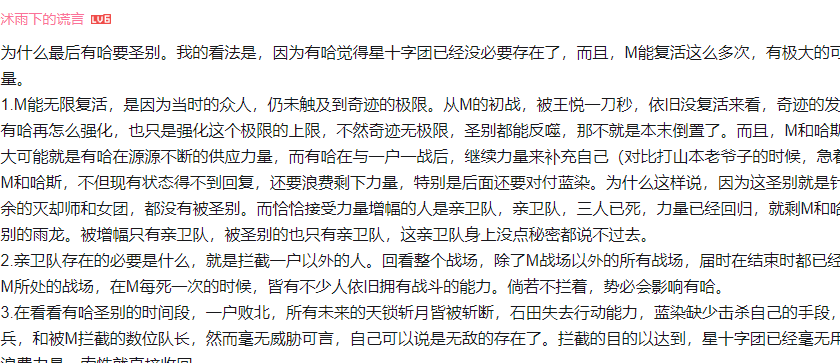 沐雨下的谎言 LV6
为什么最后有哈要圣别。我的看法是，因为有哈觉得星十字团已经没必要存在了，而且，M能复活这么多次，有极大的可
量。
1.M能无限复活，是因为当时的众人，仍未触及到奇迹的极限。从M的初战，被王悦一刀秒，依旧没复活来看，奇迹的发
有哈再怎么强化，也只是强化这个极限的上限，不然奇迹无极限，圣别都能反噬，那不就是本末倒置了。而且，M和哈斯
大可能就是有哈在源源不断的供应力量，而有哈在与一户一战后，继续力量来补充自己（对比打山本老爷子的时候，急着
M和哈斯，不但现有状态得不到回复，还要浪费剩下力量，特别是后面还要对付蓝染。为什么这样说，因为这圣别就是针
余的灭却师和女团，都没有被圣别。而恰恰接受力量增幅的人是亲卫队，亲卫队，三人已死，力量已经回归，就剩M和哈
别的雨龙。被增幅只有亲卫队，被圣别的也只有亲卫队，这亲卫队身上没点秘密都说不过去。
2.亲卫队存在的必要是什么，就是拦截一户以外的人。回看整个战场，除了M战场以外的所有战场，届时在结束时都已经
M所处的战场，在M每死一次的时候，皆有不少人依旧拥有战斗的能力。倘若不拦着，势必会影响有哈。
3.在看看有哈圣别的时间段，一户败北，所有未来的天锁斩月皆被斩断，石田失去行动能力，蓝染缺少击杀自己的手段，
兵，和被M拦截的数位队长，然而毫无威胁可言，自己可以说是无敌的存在了。拦截的目的以达到，星十字团已经毫无用
浪费力量，索性就直接收回